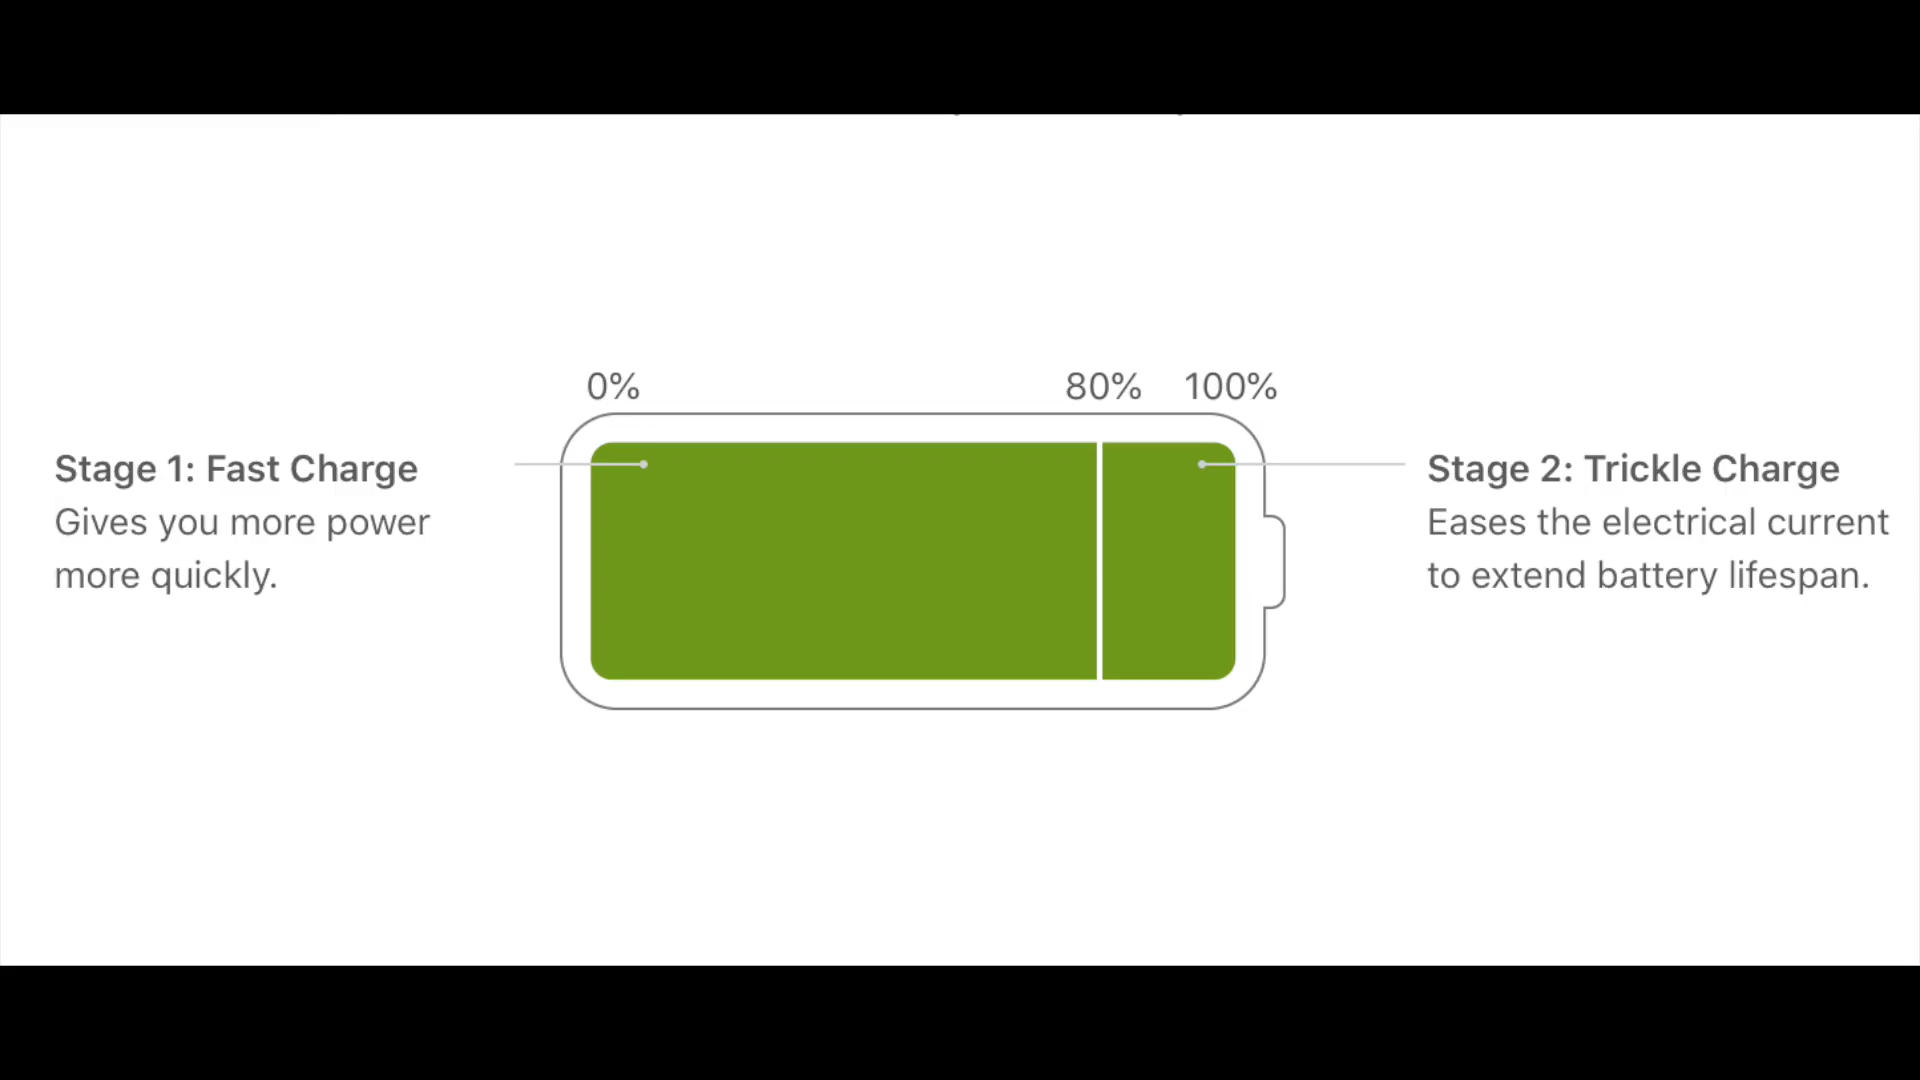 0% 80% 100%
Stage 1: Fast Charge
Gives you more power
more quickly.
Stage 2: Trickle Charge
Eases the electrical current
to extend battery lifespan.